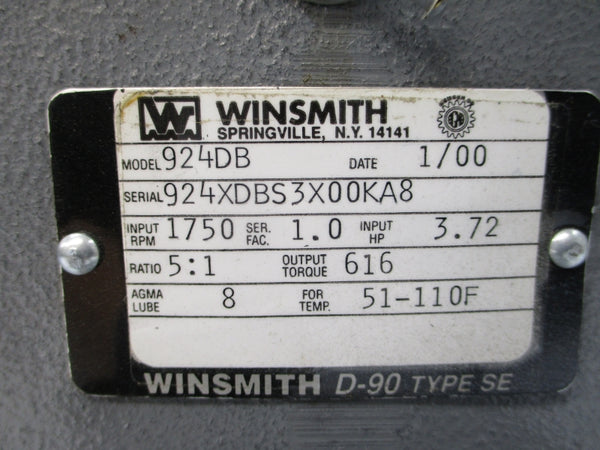 W WINSMITH
SPRINGVILLE, N.Y. 14141
MODEL 924DB DATE 1/00
SERIAL 924XDBS3X00KA8
INPUT RPM 1750 SER. FAC. 1.0 INPUT HP 3.72
RATIO 5:1 OUTPUT TORQUE 616
AGMA LUBE 8 FOR TEMP. 51-110F
WINSMITH D-90 TYPE SE